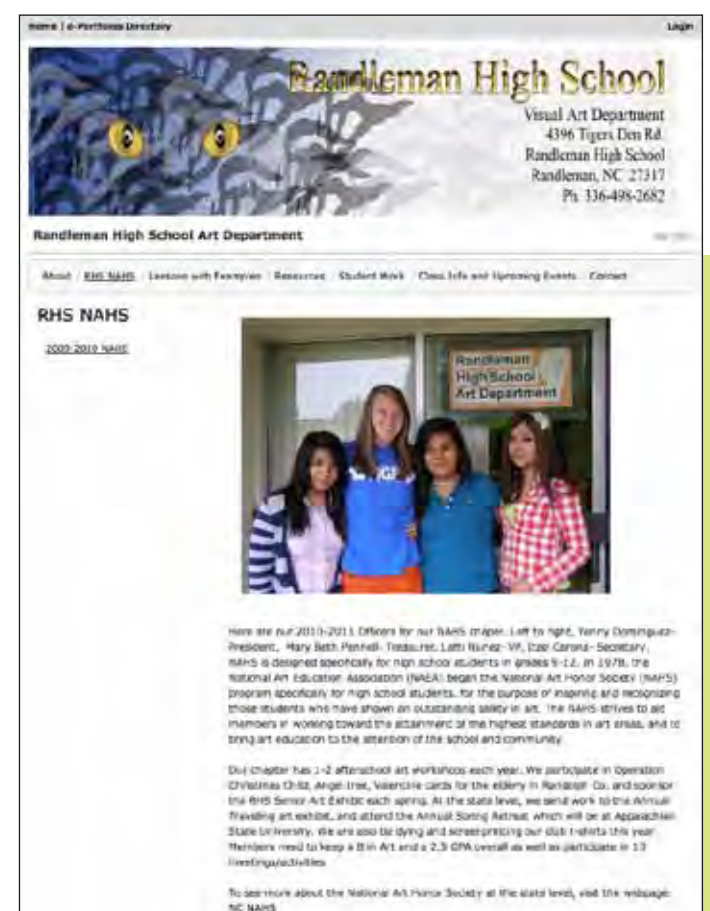 Home | e-Portfolio Directory
Login
Randleman High School
Visual Art Department
4396 Tigers Den Rd.
Randleman High School
Randleman, NC 27317
Ph 336-498-2682
Randleman High School Art Department
About RHS NAHS Lessons with Examples Resources Student Work Class Info and Upcoming Events Contact
RHS NAHS
2009-2010 NAHS
Randleman
High School
Art Department
Here are our 2010-2011 Officers for our NAHS chapter. Left to right, Yenny Dominguez-
President, Mary Beth Pennell- Treasurer, Latti Nunez- VP, Itzel Corona- Secretary.
NAHS is designed specifically for high school students in grades 9-12. In 1978, the
National Art Education Association (NAEA) began the National Art Honor Society (NAHS)
program specifically for high school students, for the purpose of inspiring and recognizing
those students who have shown an outstanding ability in art. The NAHS strives to aid
members in working toward the attainment of the highest standards in art areas, and to
bring art education to the attention of the school and community.
Our chapter has 1-2 afterschool art workshops each year. We participate in Operation
Christmas Child, Angel tree, Valentine cards for the elderly in Randolph Co. and sponsor
the RHS Senior Art Exhibit each spring. At the state level, we send work to the Annual
Traveling art exhibit, and attend the Annual Spring Retreat which will be at Appalachian
State University. We are also tie dying and screenprinting our club t-shirts this year.
Members need to keep a B in Art and a 2.5 GPA overall as well as participate in 13
meetings/activities
To see more about the National Art Honor Society at the state level, visit the webpage:
NC NAHS